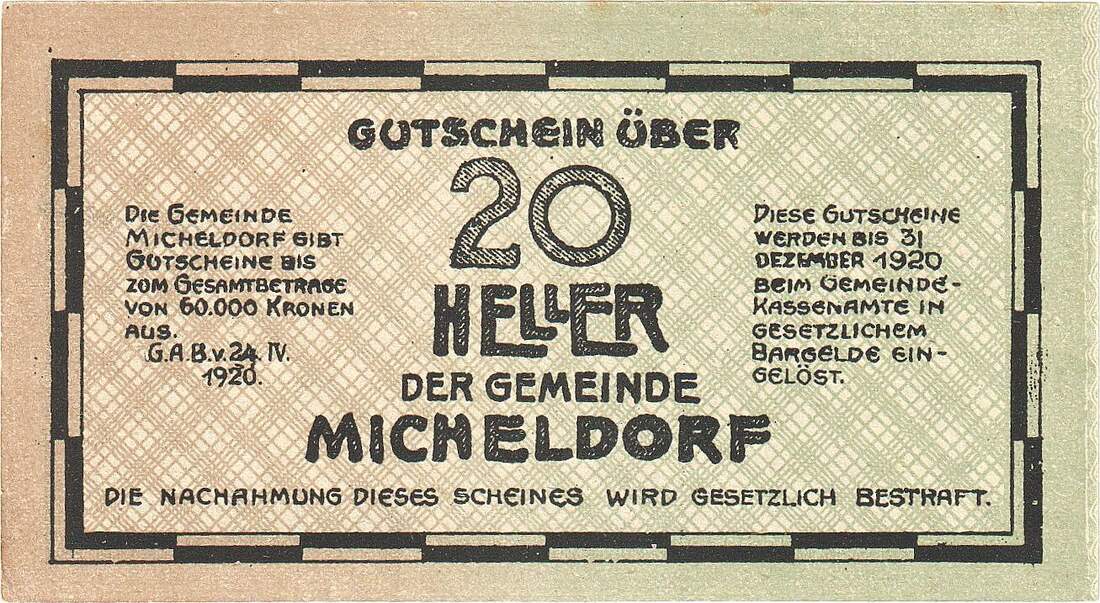 GUTSCHEIN ÜBER
20
HELLER
DER GEMEINDE
MICHELDORF
DIE GEMEINDE
MICHELDORF GIBT
GUTSCHEINE BIS
ZUM GESAMTBETRAGE
VON 60.000 KRONEN
AUS.
G.A.B.v. 24. IV.
1920.
DIESE GUTSCHEINE
WERDEN BIS 31
DEZEMBER 1920
BEIM GEMEINDE-
KASSENAMTE IN
GESETZLICHEM
BARGELDE EIN-
GELÖST.
DIE NACHAHMUNG DIESES SCHEINES WIRD GESETZLICH BESTRAFT.